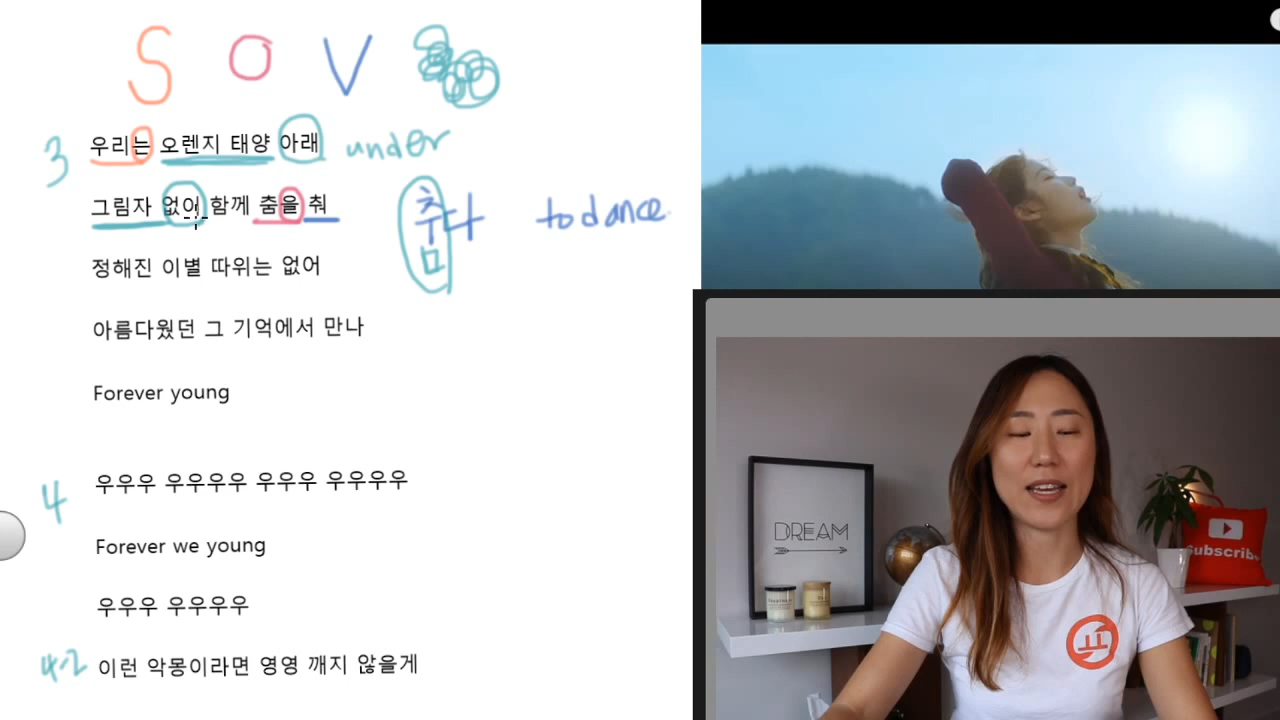 S O V
3 우리는 오렌지 태양 아래 under
그림자 없이 함께 춤을 춰
추다 to dance
ㅁ
정해진 이별 따위는 없어
아름다웠던 그 기억에서 만나
Forever young
4 우우우 우우우우 우우우 우우우우
Forever we young
우우우 우우우우
4-2 이런 악몽이라면 영영 깨지 않을게
DREAM
Subscribe